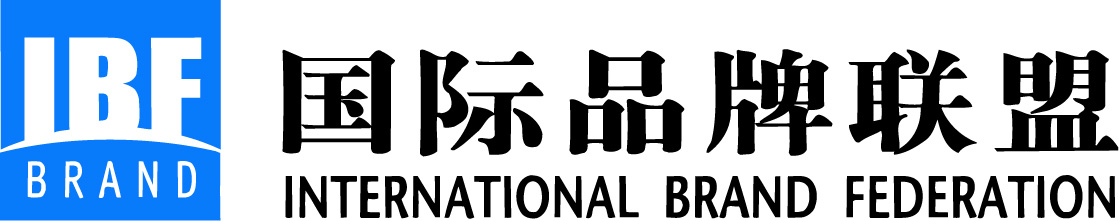 IBF
BRAND
国际品牌联盟
INTERNATIONAL BRAND FEDERATION